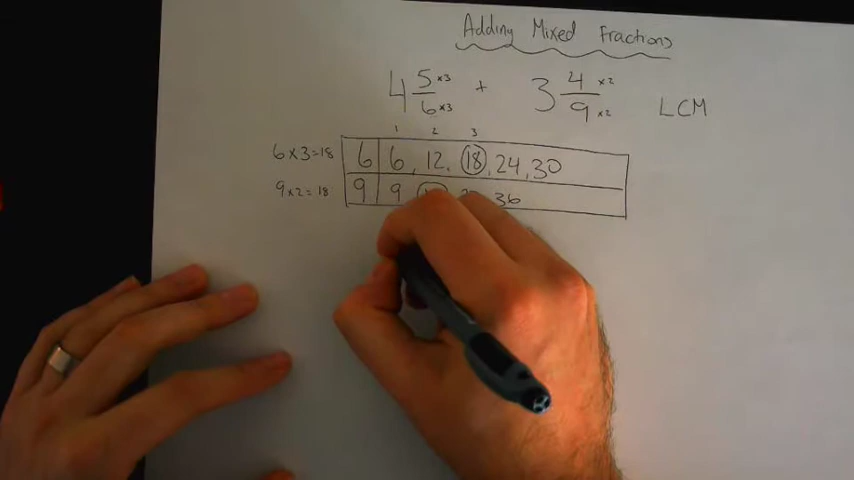 Adding Mixed Fractions
4 5/6 ×3 ×3 + 3 4/9 ×2 ×2 LCM
1 2 3
6×3=18 6 6, 12, 18, 24, 30
9×2=18 9 9 36